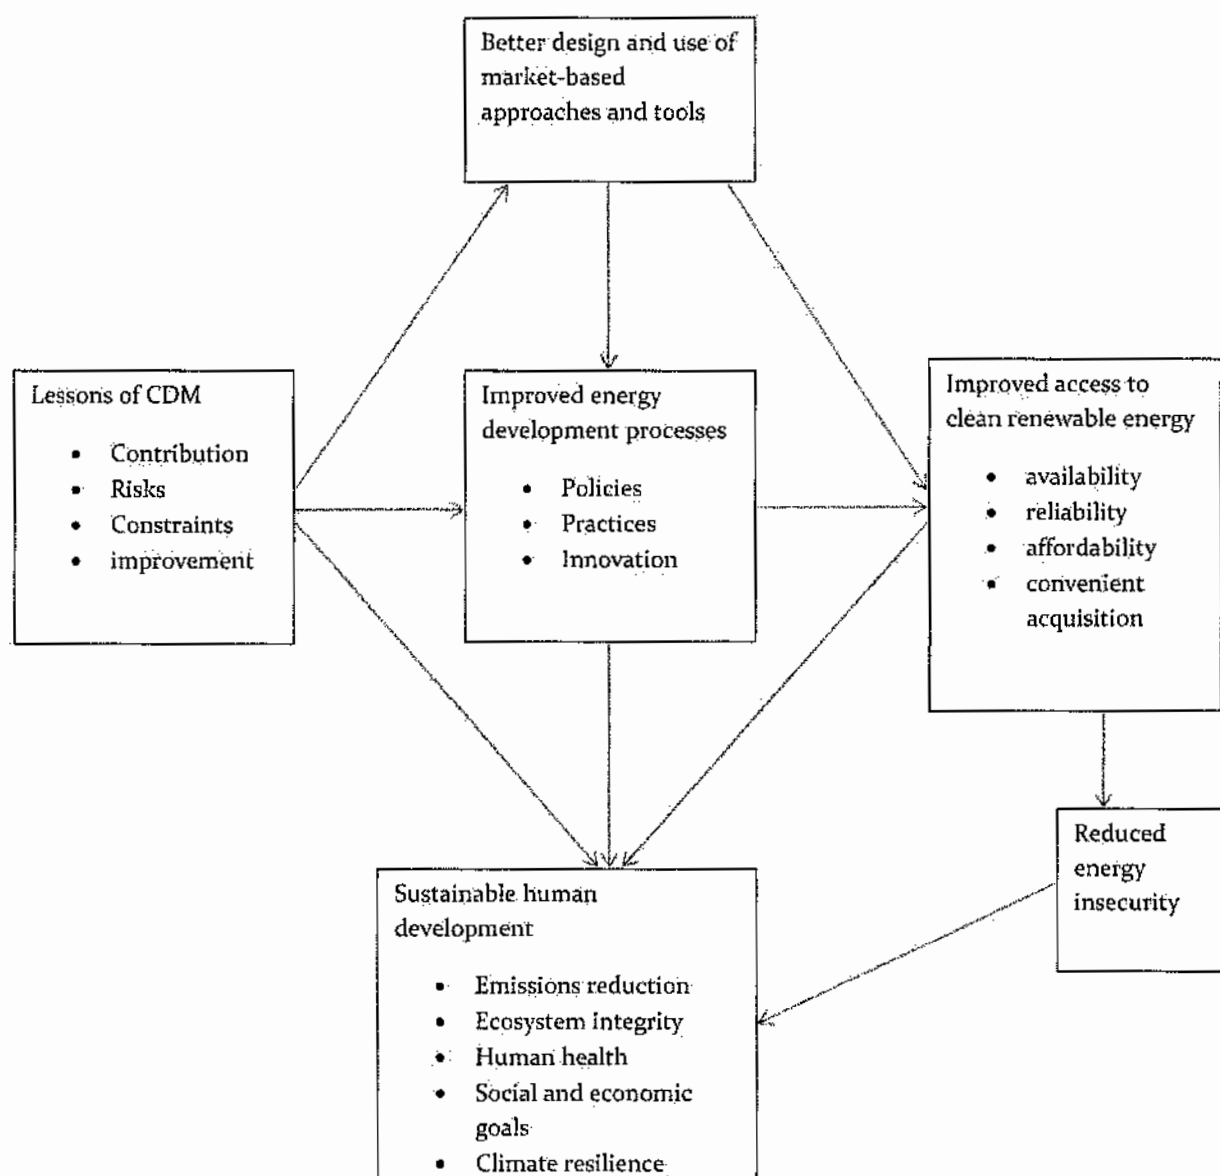 Better design and use of
market-based
approaches and tools
Lessons of CDM
• Contribution
• Risks
• Constraints
• improvement
Improved energy
development processes
• Policies
• Practices
• Innovation
Improved access to
clean renewable energy
• availability
• reliability
• affordability
• convenient
acquisition
Reduced
energy
insecurity
Sustainable human
development
• Emissions reduction
• Ecosystem integrity
• Human health
• Social and economic
goals
• Climate resilience